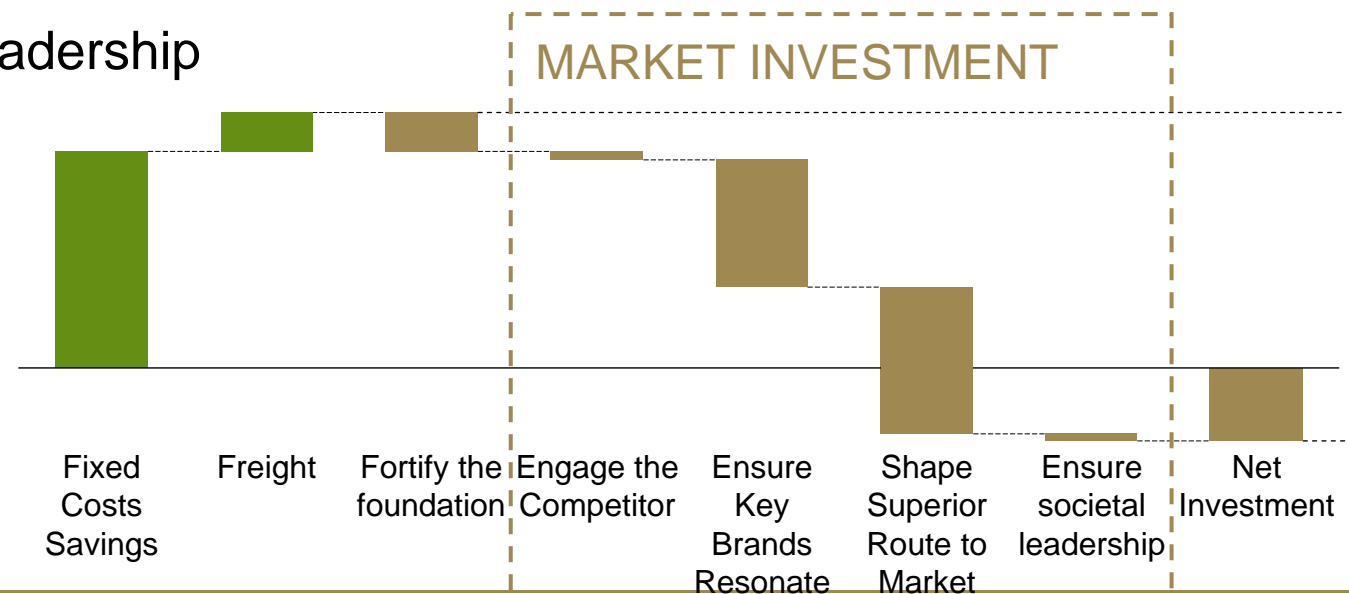 adership
MARKET INVESTMENT
Fixed
Costs
Savings
Freight
Fortify the
foundation
Engage the
Competitor
Ensure
Key
Brands
Resonate
Shape
Superior
Route to
Market
Ensure
societal
leadership
Net
Investment